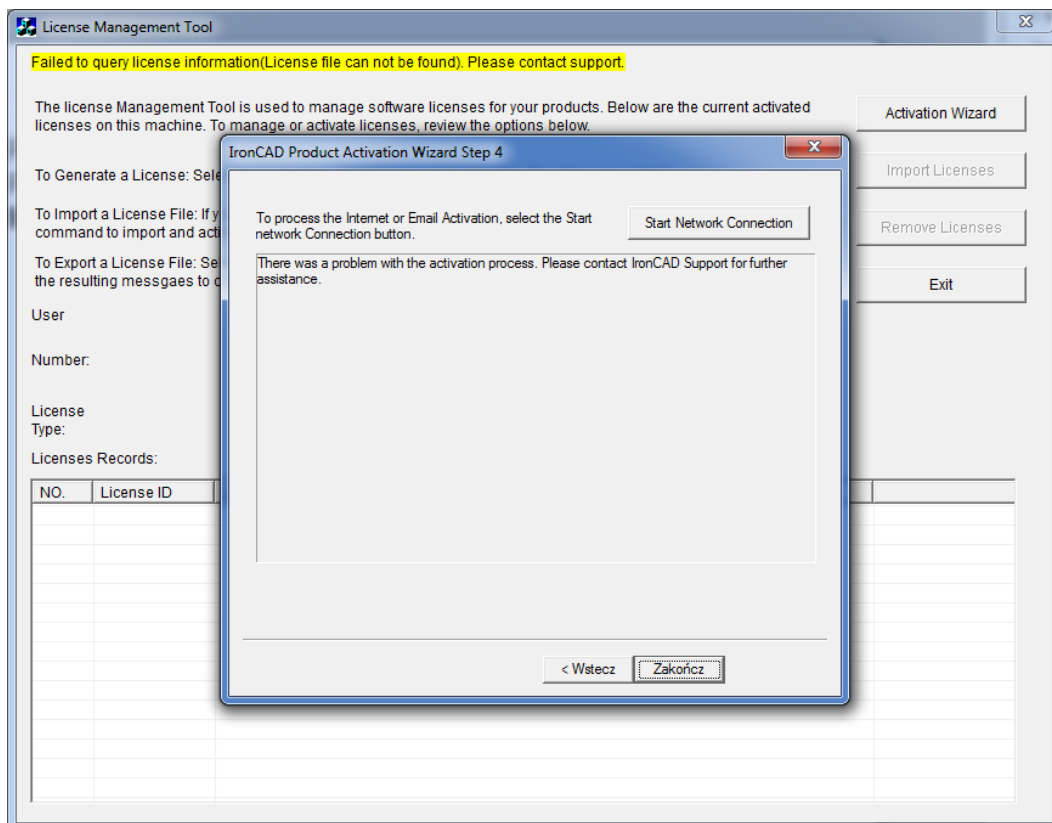 License Management Tool
Failed to query license information(License file can not be found). Please contact support.
The license Management Tool is used to manage software licenses for your products. Below are the current activated
licenses on this machine. To manage or activate licenses, review the options below.
Activation Wizard
IronCAD Product Activation Wizard Step 4
To Generate a License: Sele
Import Licenses
To Import a License File: If y
command to import and acti
Remove Licenses
To Export a License File: Se
the resulting messgaes to c
Exit
To process the Internet or Email Activation, select the Start
network Connection button.
Start Network Connection
There was a problem with the activation process. Please contact IronCAD Support for further
assistance.
User
Number:
License
Type:
Licenses Records:
NO. License ID
< Wstecz Zakończ